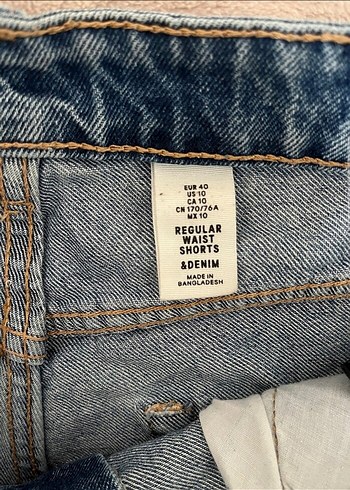 EUR 40
US 10
CA 10
CN 170/76A
MX 10
REGULAR
WAIST
SHORTS
&DENIM
MADE IN
BANGLADESH